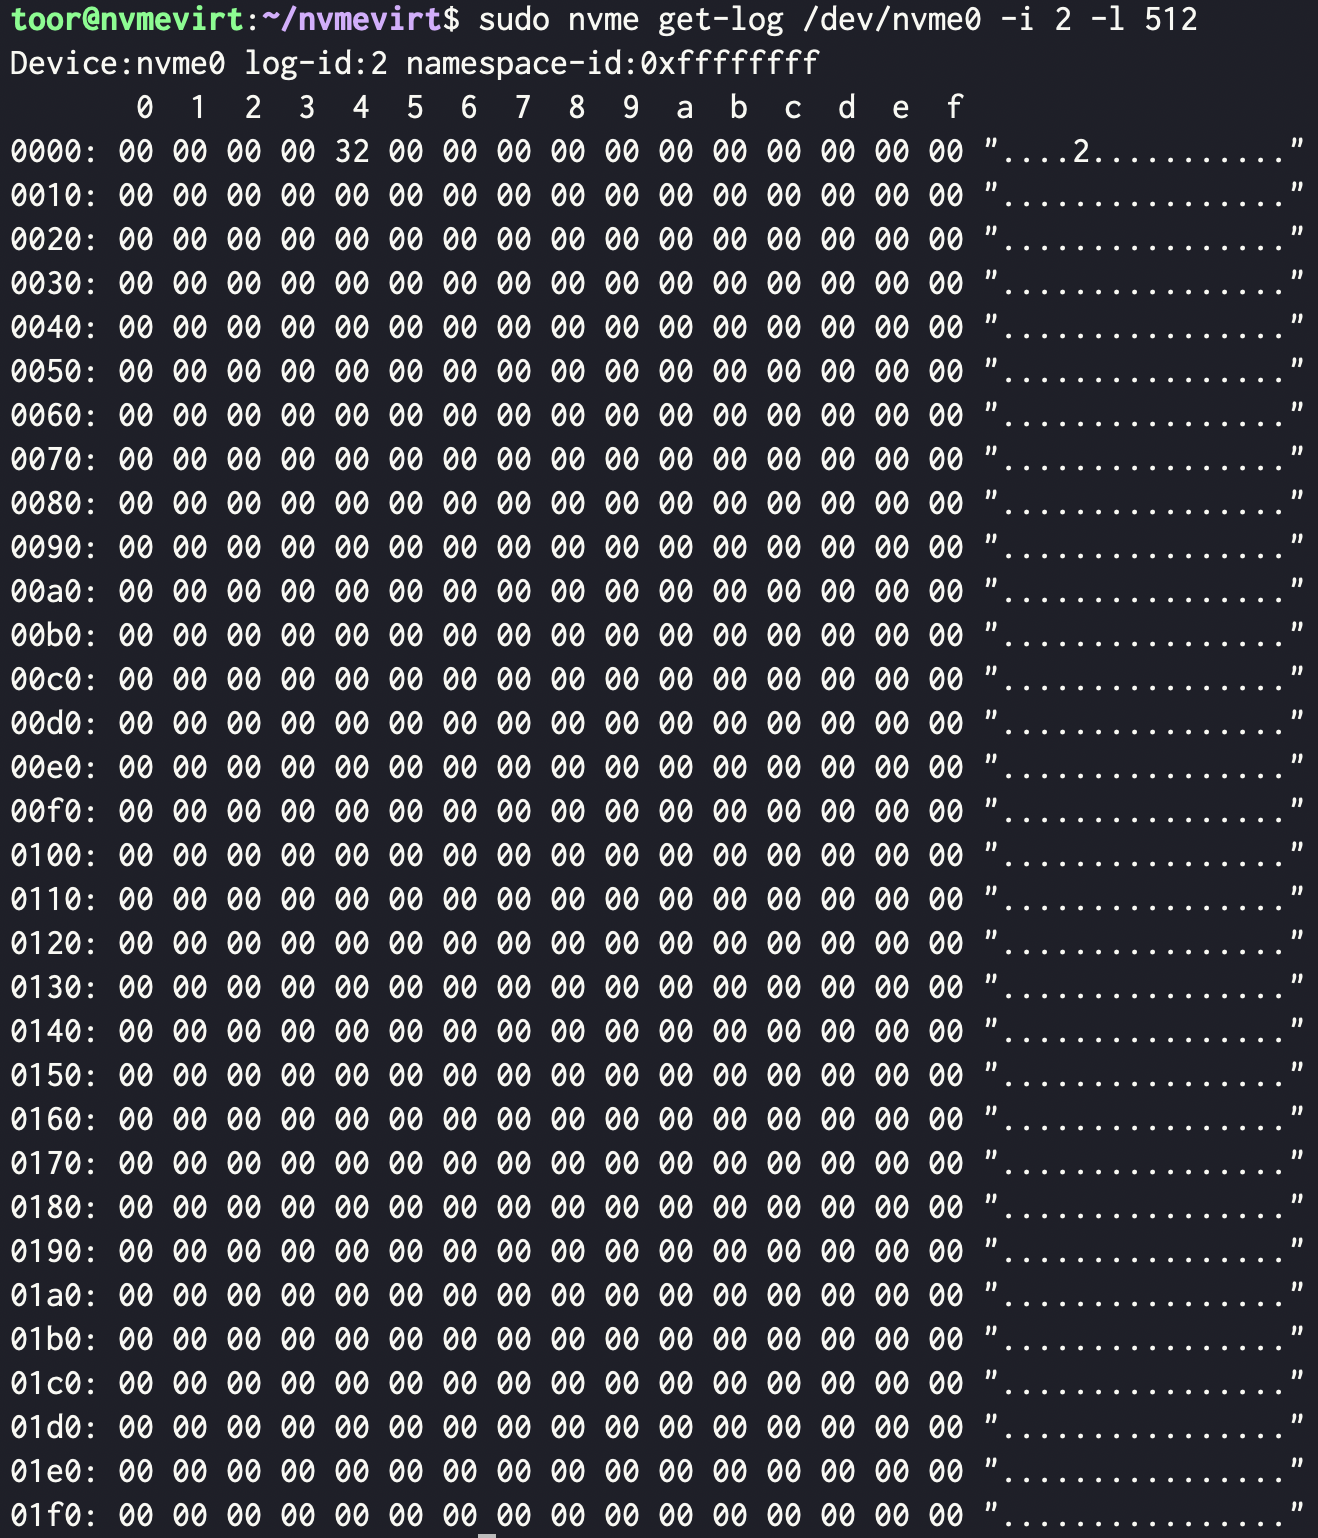 toor@nvmevirt:~/nvmevirt$ sudo nvme get-log /dev/nvme0 -i 2 -l 512
Device:nvme0 log-id:2 namespace-id:0xffffffff
       0  1  2  3  4  5  6  7  8  9  a  b  c  d  e  f
0000: 00 00 00 00 32 00 00 00 00 00 00 00 00 00 00 00 "....2..........."
0010: 00 00 00 00 00 00 00 00 00 00 00 00 00 00 00 00 "................"
0020: 00 00 00 00 00 00 00 00 00 00 00 00 00 00 00 00 "................"
0030: 00 00 00 00 00 00 00 00 00 00 00 00 00 00 00 00 "................"
0040: 00 00 00 00 00 00 00 00 00 00 00 00 00 00 00 00 "................"
0050: 00 00 00 00 00 00 00 00 00 00 00 00 00 00 00 00 "................"
0060: 00 00 00 00 00 00 00 00 00 00 00 00 00 00 00 00 "................"
0070: 00 00 00 00 00 00 00 00 00 00 00 00 00 00 00 00 "................"
0080: 00 00 00 00 00 00 00 00 00 00 00 00 00 00 00 00 "................"
0090: 00 00 00 00 00 00 00 00 00 00 00 00 00 00 00 00 "................"
00a0: 00 00 00 00 00 00 00 00 00 00 00 00 00 00 00 00 "................"
00b0: 00 00 00 00 00 00 00 00 00 00 00 00 00 00 00 00 "................"
00c0: 00 00 00 00 00 00 00 00 00 00 00 00 00 00 00 00 "................"
00d0: 00 00 00 00 00 00 00 00 00 00 00 00 00 00 00 00 "................"
00e0: 00 00 00 00 00 00 00 00 00 00 00 00 00 00 00 00 "................"
00f0: 00 00 00 00 00 00 00 00 00 00 00 00 00 00 00 00 "................"
0100: 00 00 00 00 00 00 00 00 00 00 00 00 00 00 00 00 "................"
0110: 00 00 00 00 00 00 00 00 00 00 00 00 00 00 00 00 "................"
0120: 00 00 00 00 00 00 00 00 00 00 00 00 00 00 00 00 "................"
0130: 00 00 00 00 00 00 00 00 00 00 00 00 00 00 00 00 "................"
0140: 00 00 00 00 00 00 00 00 00 00 00 00 00 00 00 00 "................"
0150: 00 00 00 00 00 00 00 00 00 00 00 00 00 00 00 00 "................"
0160: 00 00 00 00 00 00 00 00 00 00 00 00 00 00 00 00 "................"
0170: 00 00 00 00 00 00 00 00 00 00 00 00 00 00 00 00 "................"
0180: 00 00 00 00 00 00 00 00 00 00 00 00 00 00 00 00 "................"
0190: 00 00 00 00 00 00 00 00 00 00 00 00 00 00 00 00 "................"
01a0: 00 00 00 00 00 00 00 00 00 00 00 00 00 00 00 00 "................"
01b0: 00 00 00 00 00 00 00 00 00 00 00 00 00 00 00 00 "................"
01c0: 00 00 00 00 00 00 00 00 00 00 00 00 00 00 00 00 "................"
01d0: 00 00 00 00 00 00 00 00 00 00 00 00 00 00 00 00 "................"
01e0: 00 00 00 00 00 00 00 00 00 00 00 00 00 00 00 00 "................"
01f0: 00 00 00 00 00 00 00 00 00 00 00 00 00 00 00 00 "................"